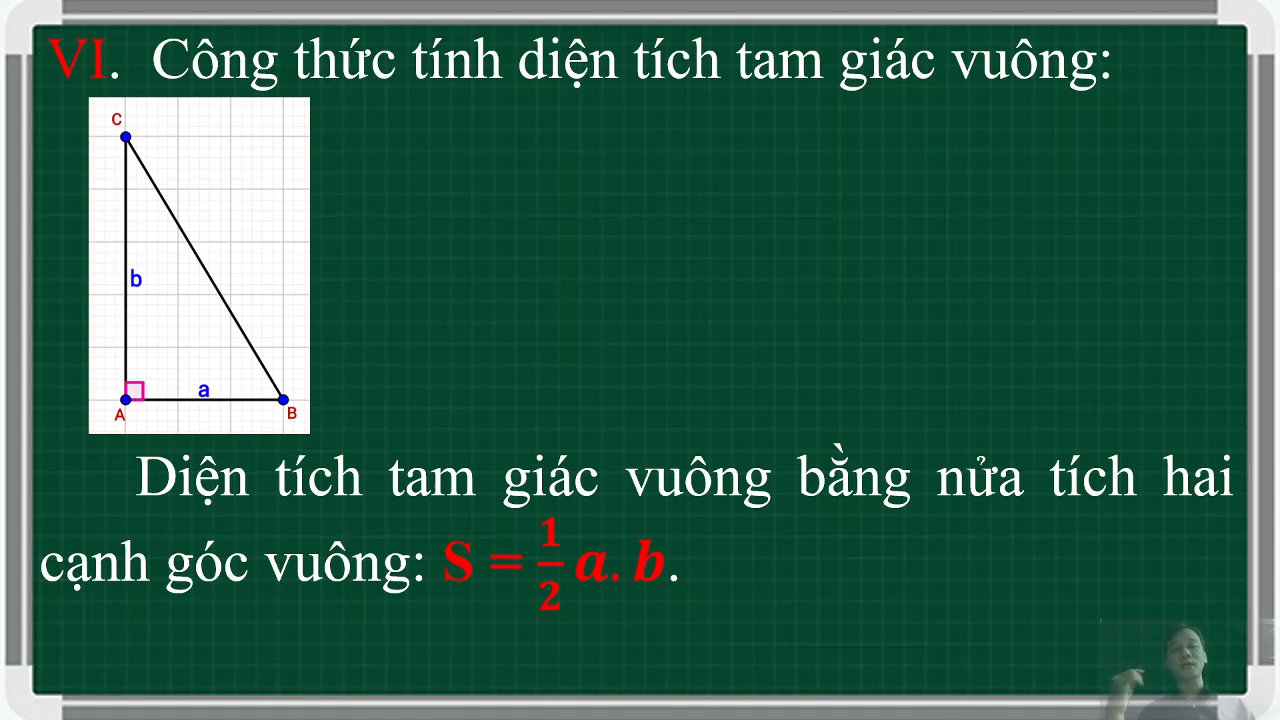 VI. Công thức tính diện tích tam giác vuông:
C
b
a
A
B
Diện tích tam giác vuông bằng nửa tích hai
cạnh góc vuông: S = 1/2 a. b.